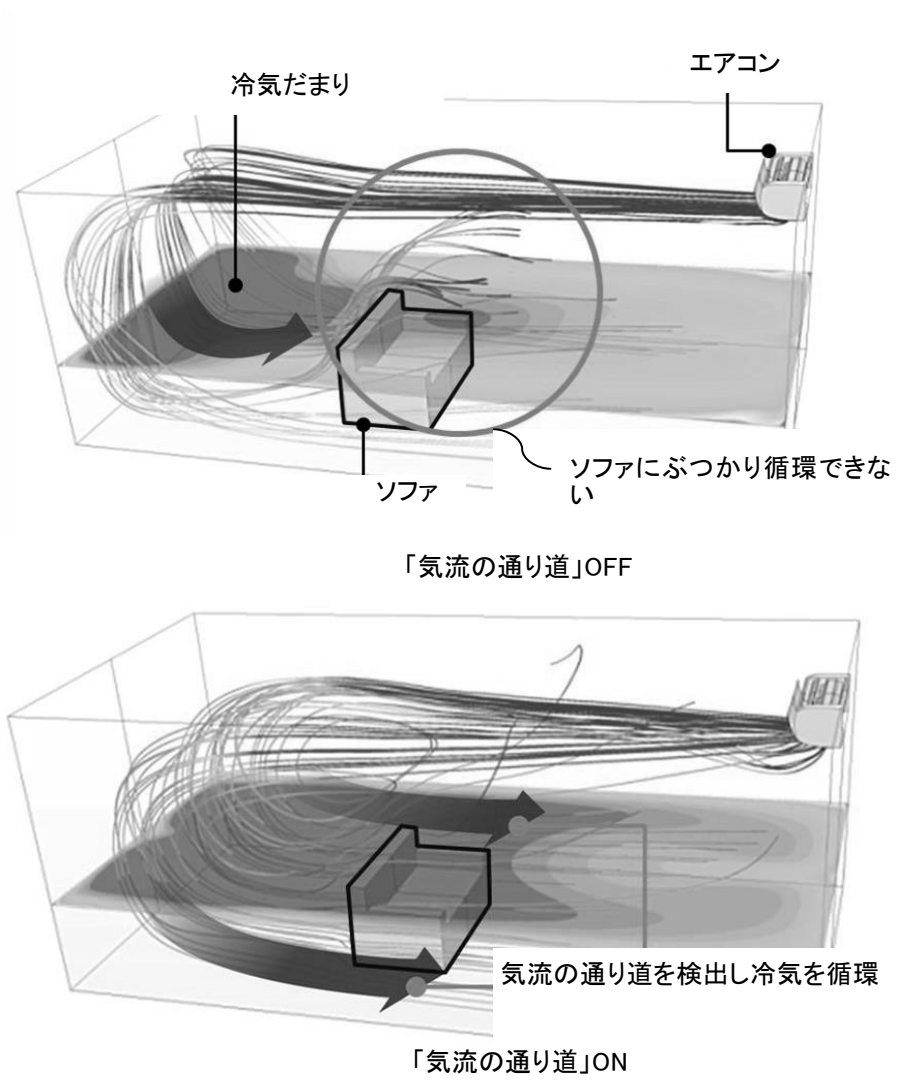 エアコン
冷気だまり
ソファにぶつかり循環できな
い
ソファ
「気流の通り道」OFF
気流の通り道を検出し冷気を循環
「気流の通り道」ON